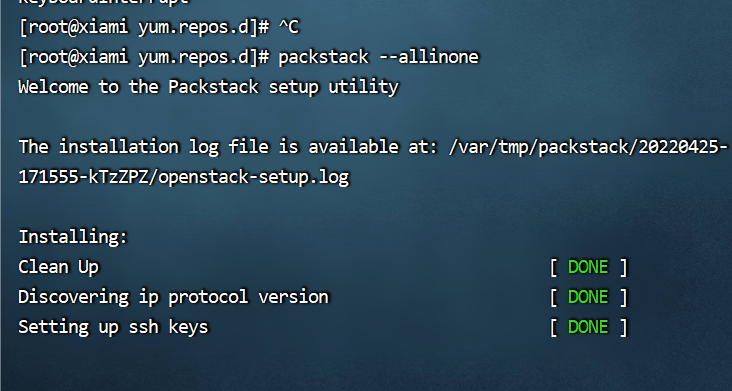 KeyboardInterrupt
[root@xiami yum.repos.d]# ^C
[root@xiami yum.repos.d]# packstack --allinone
Welcome to the Packstack setup utility
The installation log file is available at: /var/tmp/packstack/20220425-
171555-kTzZPZ/openstack-setup.log
Installing:
Clean Up [ DONE ]
Discovering ip protocol version [ DONE ]
Setting up ssh keys [ DONE ]